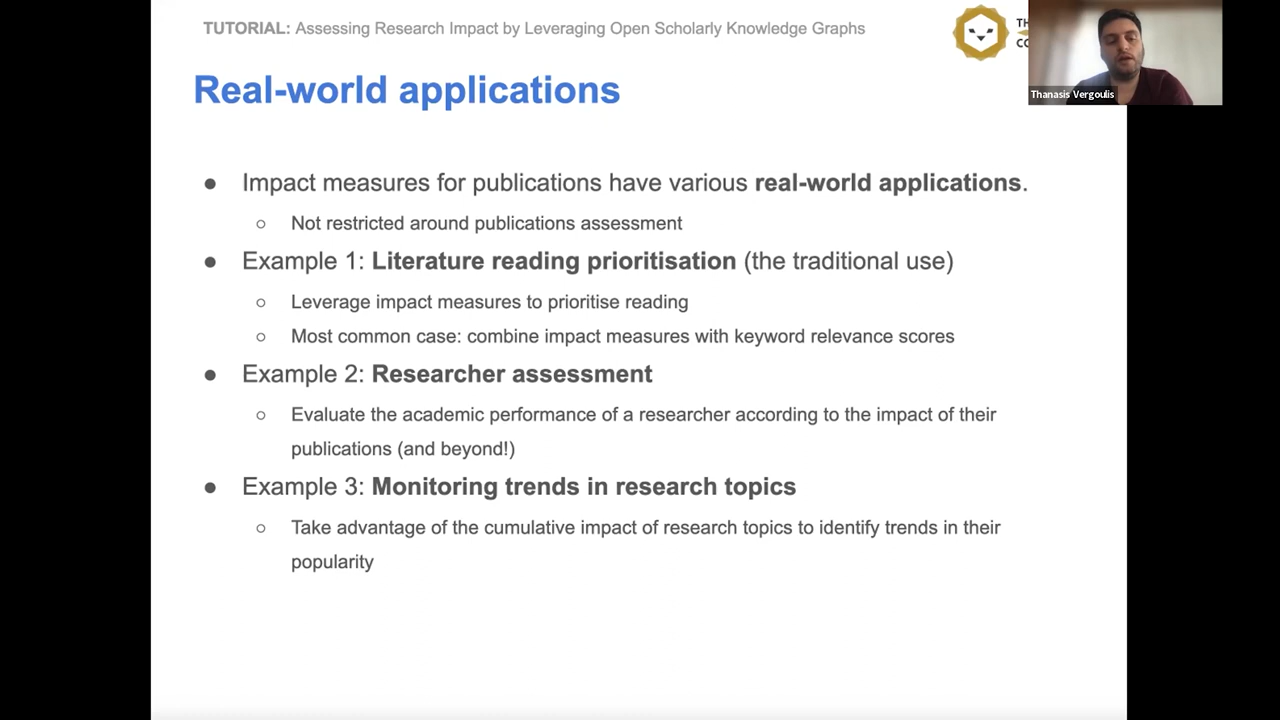 TUTORIAL: Assessing Research Impact by Leveraging Open Scholarly Knowledge Graphs
Thanasis Vergoulis
Real-world applications
● Impact measures for publications have various real-world applications.
○ Not restricted around publications assessment
● Example 1: Literature reading prioritisation (the traditional use)
○ Leverage impact measures to prioritise reading
○ Most common case: combine impact measures with keyword relevance scores
● Example 2: Researcher assessment
○ Evaluate the academic performance of a researcher according to the impact of their
publications (and beyond!)
● Example 3: Monitoring trends in research topics
○ Take advantage of the cumulative impact of research topics to identify trends in their
popularity